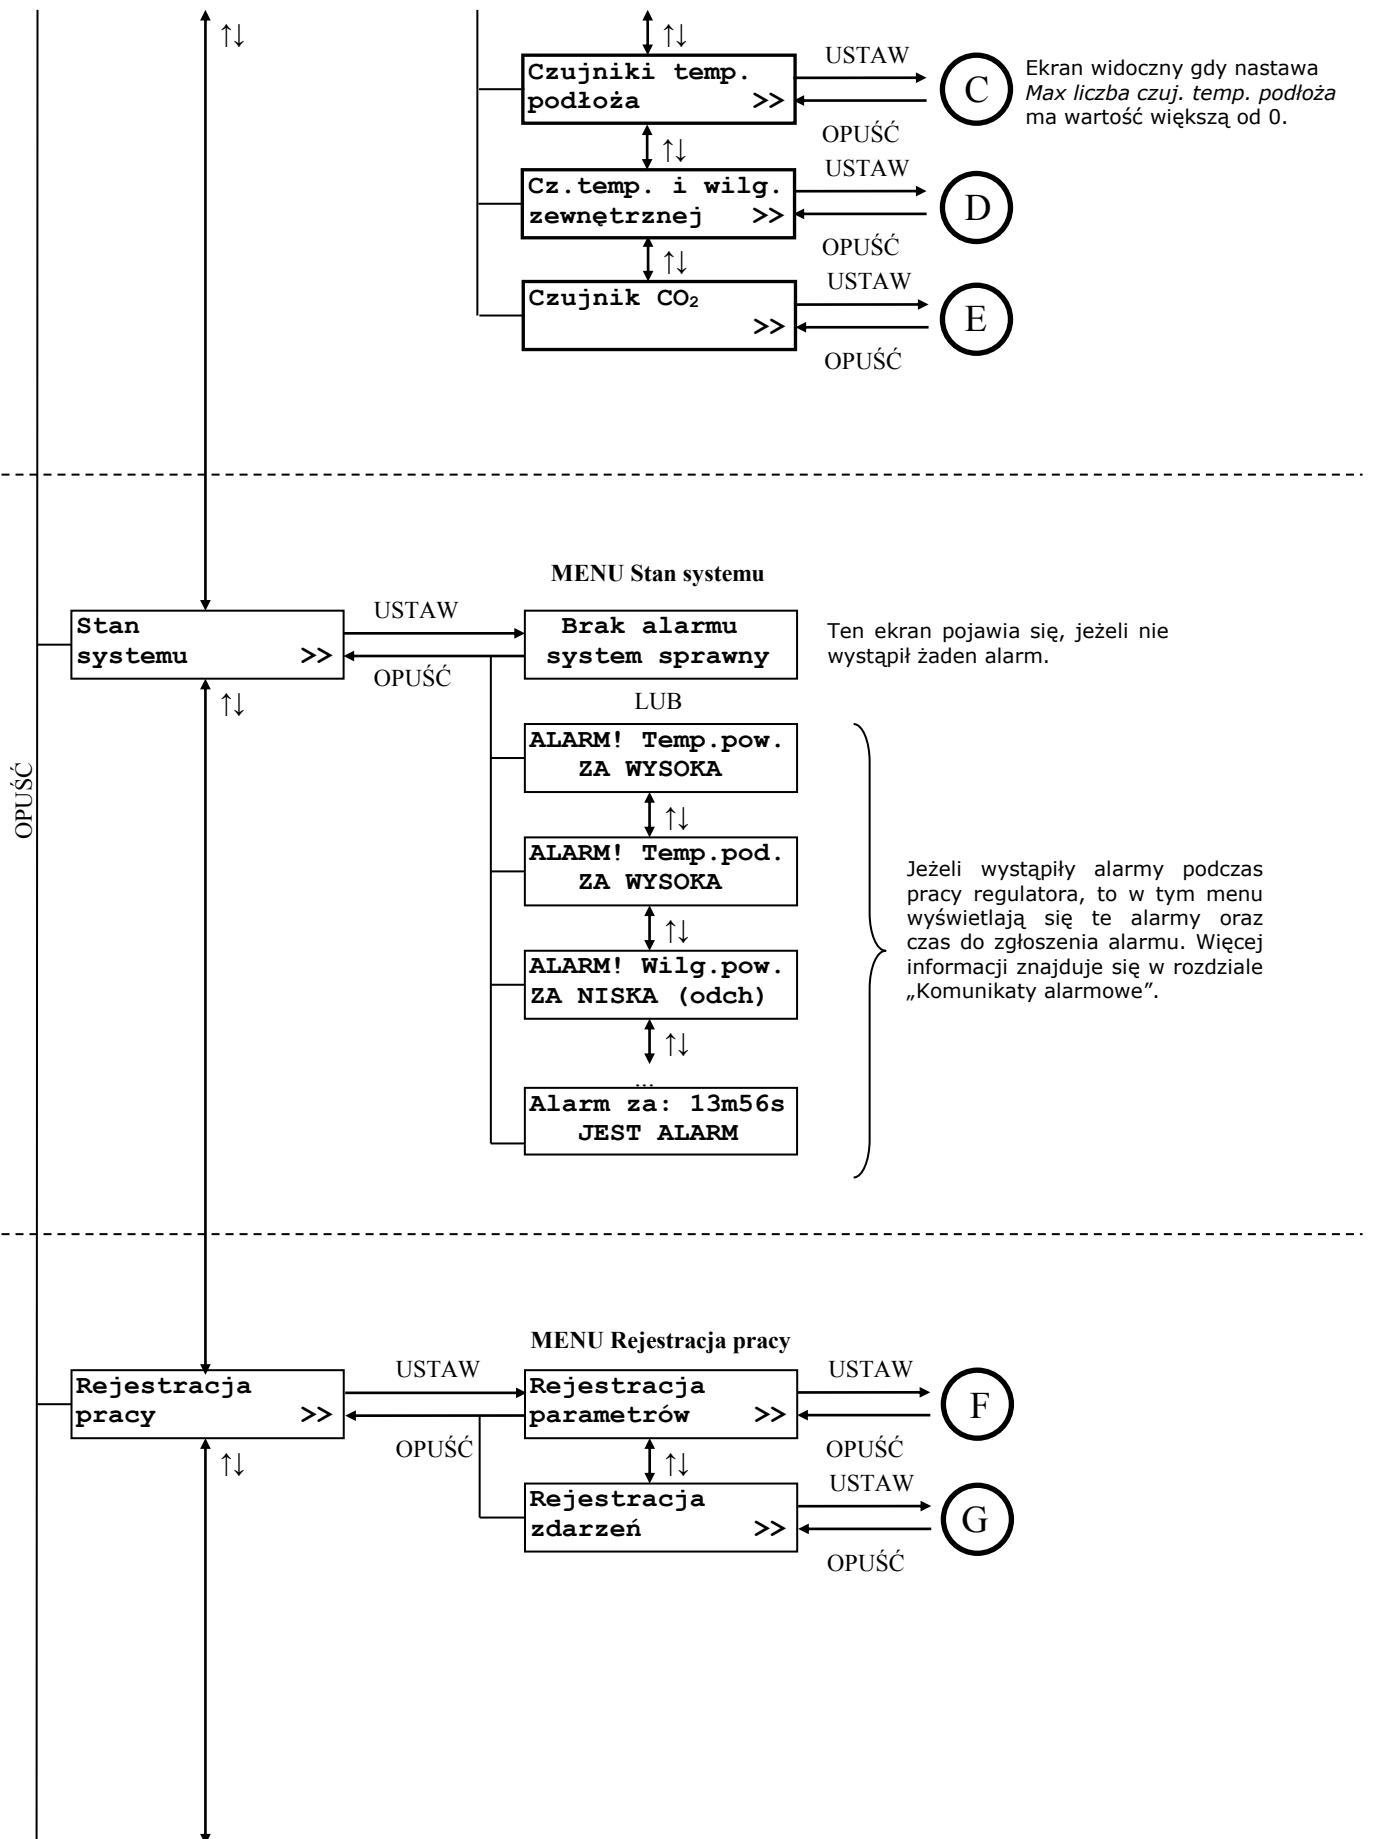 ↑↓
↑↓
Czujniki temp.
podłoża >>
USTAW
OPUŚĆ
C
Ekran widoczny gdy nastawa
Max liczba czuj. temp. podłoża
ma wartość większą od 0.
↑↓
Cz.temp. i wilg.
zewnętrznej >>
USTAW
OPUŚĆ
D
↑↓
Czujnik CO₂
>>
USTAW
OPUŚĆ
E
MENU Stan systemu
Stan
systemu >>
USTAW
OPUŚĆ
Brak alarmu
system sprawny
Ten ekran pojawia się, jeżeli nie
wystąpił żaden alarm.
↑↓
LUB
ALARM! Temp.pow.
ZA WYSOKA
↑↓
ALARM! Temp.pod.
ZA WYSOKA
↑↓
ALARM! Wilg.pow.
ZA NISKA (odch)
↑↓
...
Alarm za: 13m56s
JEST ALARM
Jeżeli wystąpiły alarmy podczas
pracy regulatora, to w tym menu
wyświetlają się te alarmy oraz
czas do zgłoszenia alarmu. Więcej
informacji znajduje się w rozdziale
„Komunikaty alarmowe”.
OPUŚĆ
MENU Rejestracja pracy
Rejestracja
pracy >>
USTAW
OPUŚĆ
Rejestracja
parametrów >>
USTAW
OPUŚĆ
F
↑↓
↑↓
Rejestracja
zdarzeń >>
USTAW
OPUŚĆ
G